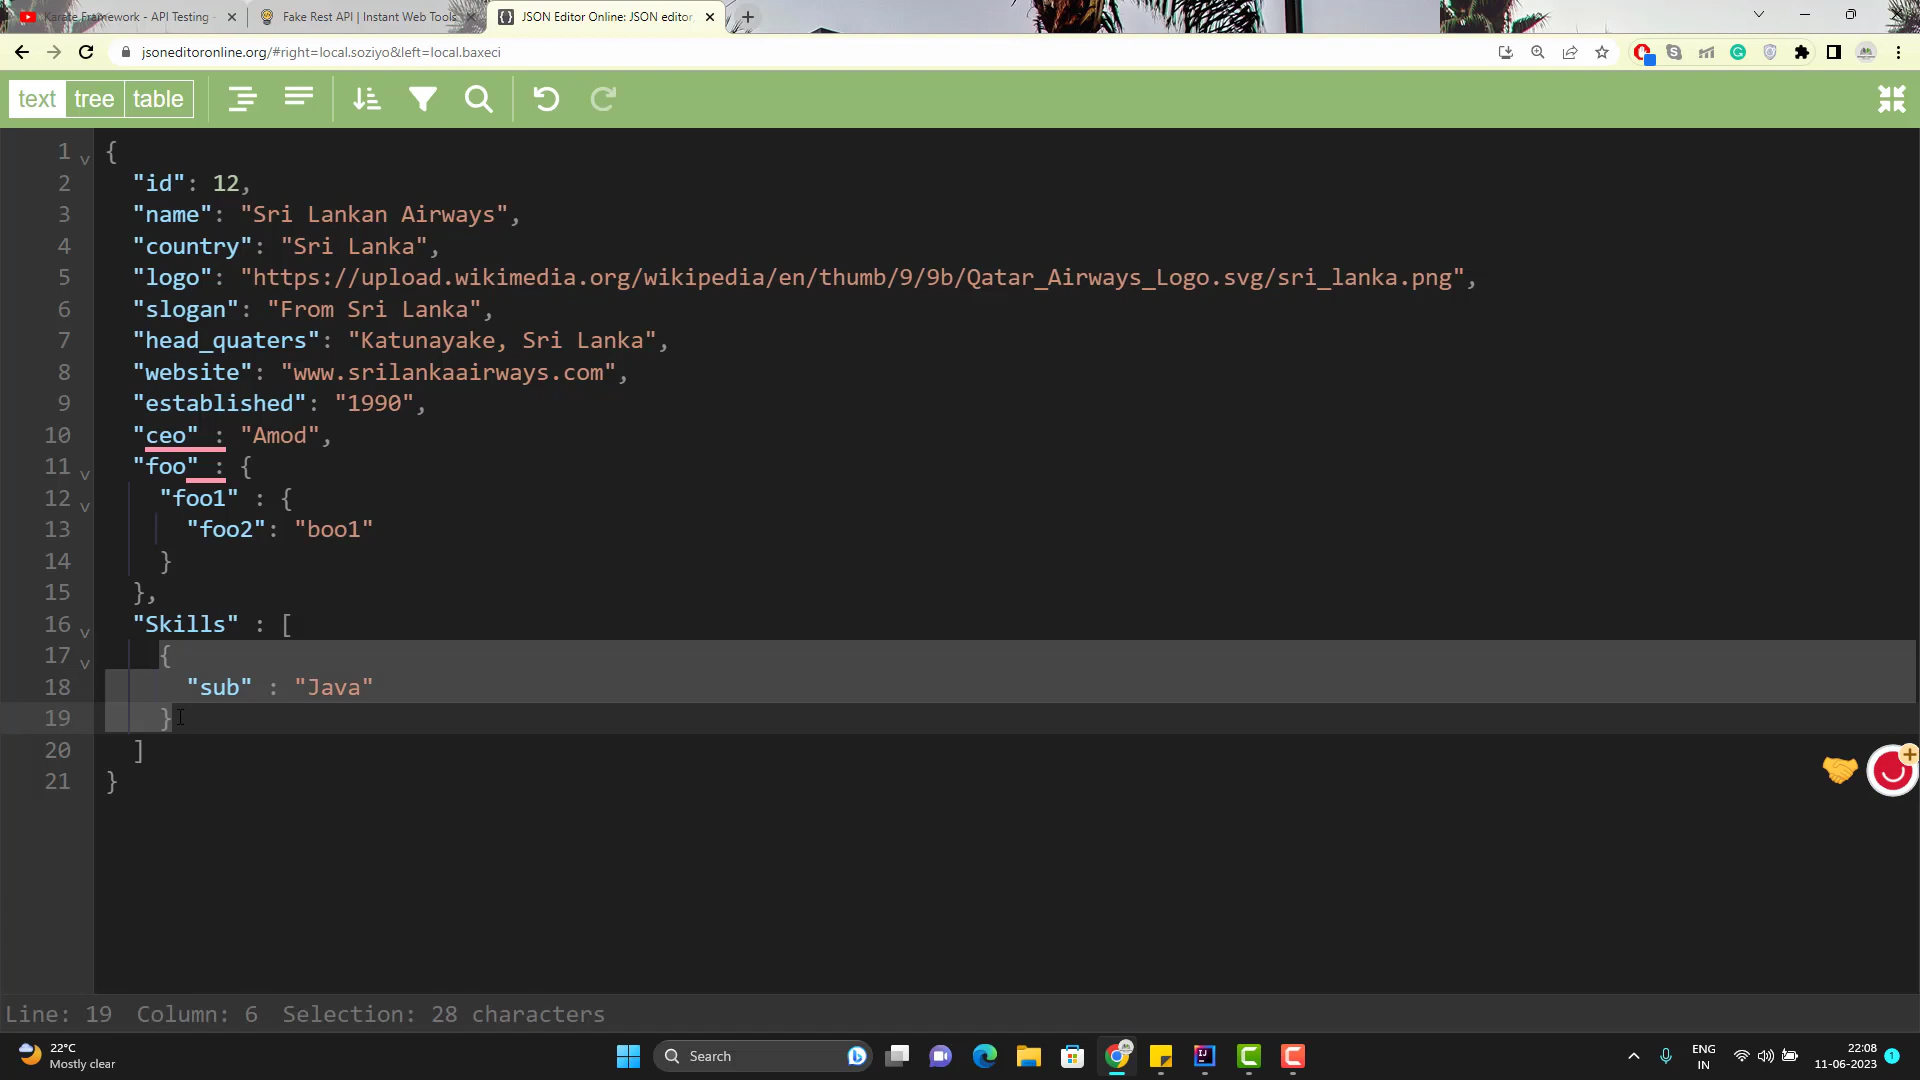 Karate Framework - API Testing -
Fake Rest API | Instant Web Tools
JSON Editor Online: JSON editor,
jsoneditoronline.org/#right=local.soziyo&left=local.baxeci
text tree table
1 {
2 "id": 12,
3 "name": "Sri Lankan Airways",
4 "country": "Sri Lanka",
5 "logo": "https://upload.wikimedia.org/wikipedia/en/thumb/9/9b/Qatar_Airways_Logo.svg/sri_lanka.png",
6 "slogan": "From Sri Lanka",
7 "head_quaters": "Katunayake, Sri Lanka",
8 "website": "www.srilankaairways.com",
9 "established": "1990",
10 "ceo" : "Amod",
11 "foo" : {
12 "foo1" : {
13 "foo2": "boo1"
14 }
15 },
16 "Skills" : [
17 {
18 "sub" : "Java"
19 }
20 ]
21 }
Line: 19 Column: 6 Selection: 28 characters
22°C
Mostly clear
Search
ENG
IN
22:08
11-06-2023
1